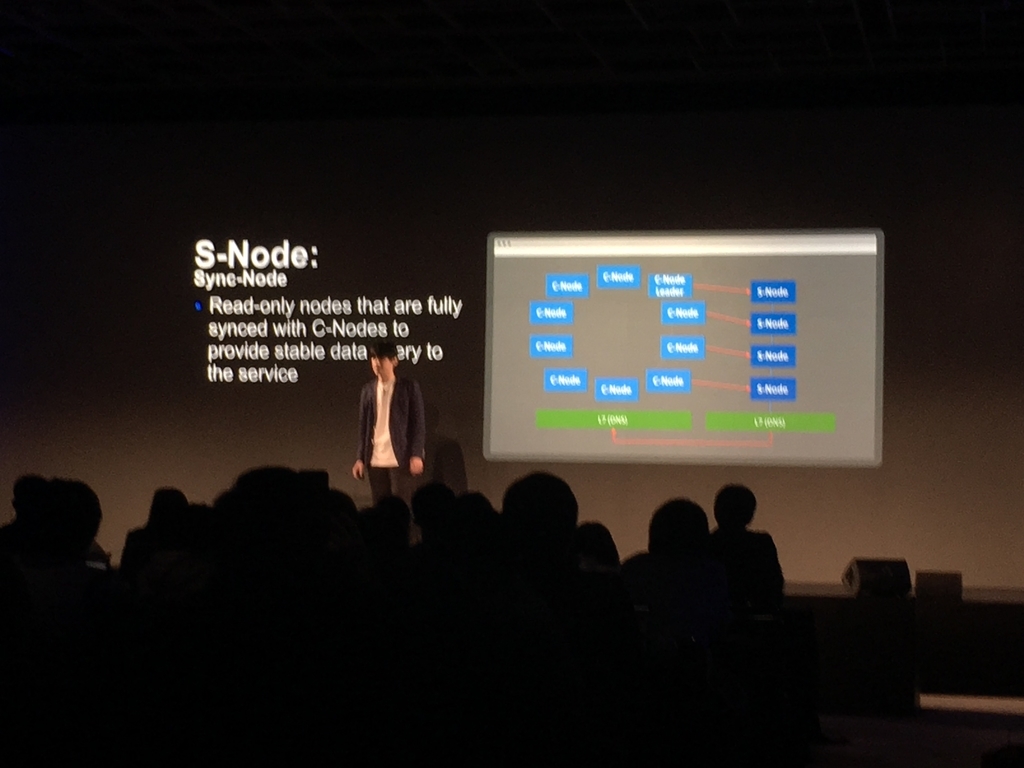 S-Node:
Sync-Node
Read-only nodes that are fully
synced with C-Nodes to
provide stable data ery to
the service
C-Node
C-Node
C-Node
Leader
S-Node
C-Node
C-Node
S-Node
C-Node
C-Node
S-Node
C-Node
C-Node
C-Node
S-Node
L7 (DNS)
L7 (DNS)